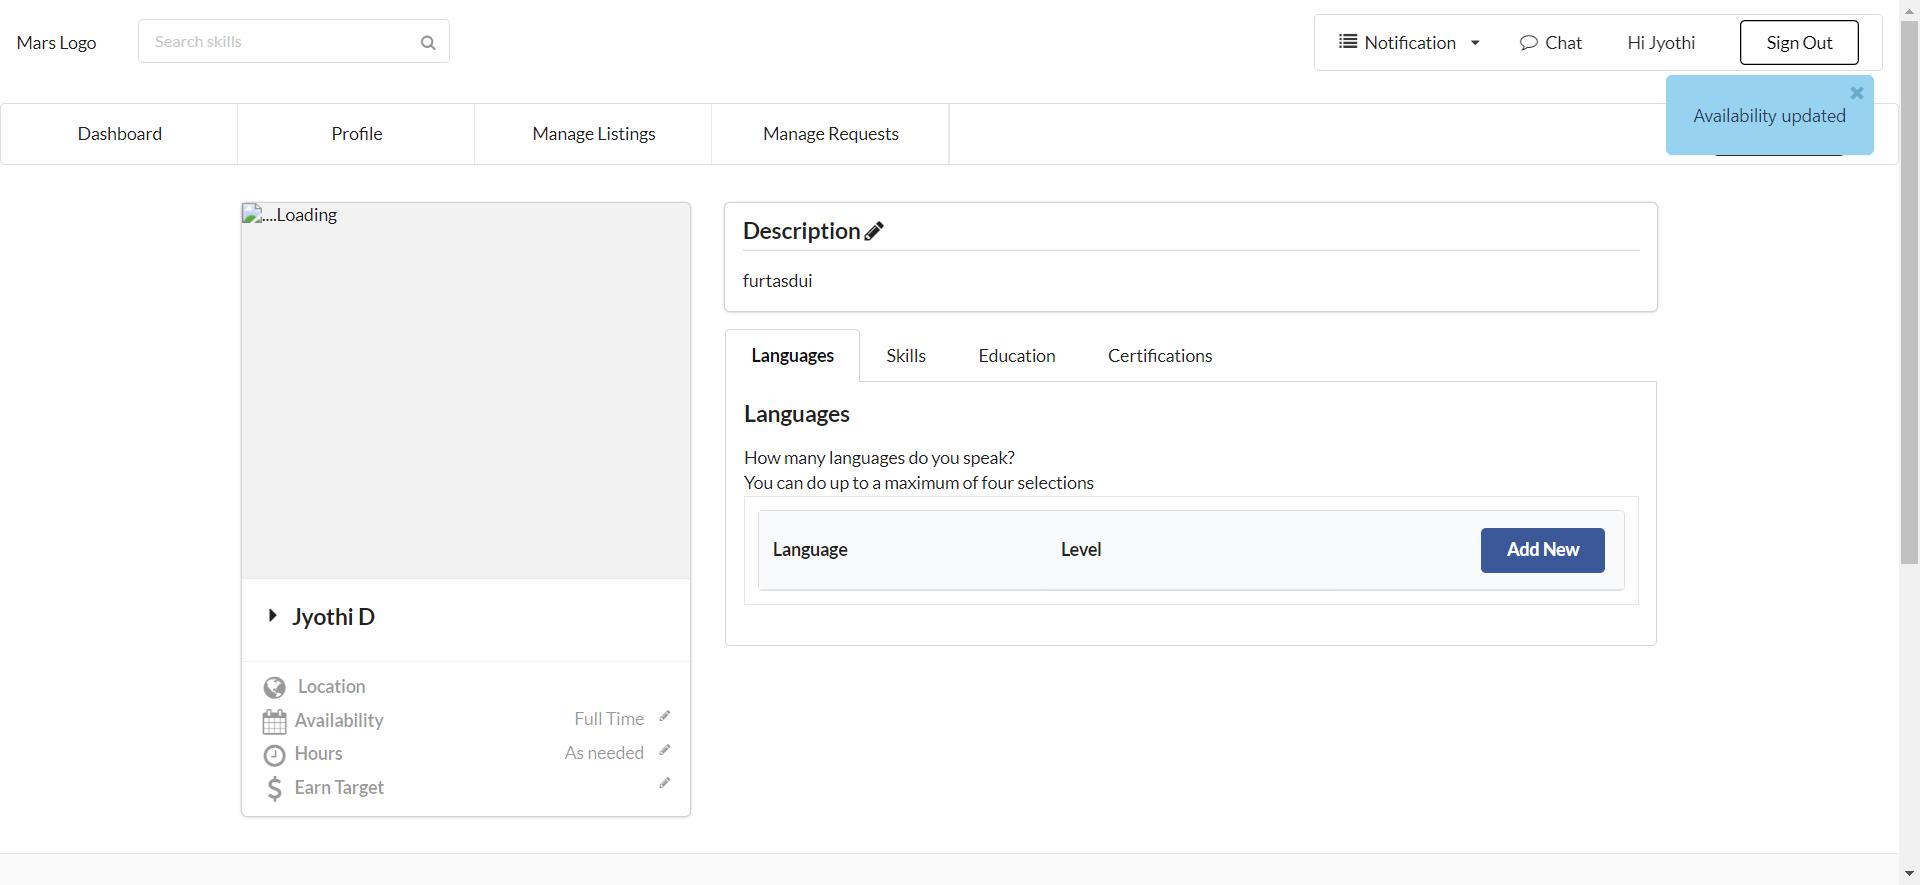 Mars Logo
Search skills
Notification
Chat
Hi Jyothi
Sign Out
Availability updated
Dashboard
Profile
Manage Listings
Manage Requests
....Loading
Jyothi D
Location
Availability
Full Time
Hours
As needed
Earn Target
Description
furtasdui
Languages
Skills
Education
Certifications
Languages
How many languages do you speak?
You can do up to a maximum of four selections
Language
Level
Add New